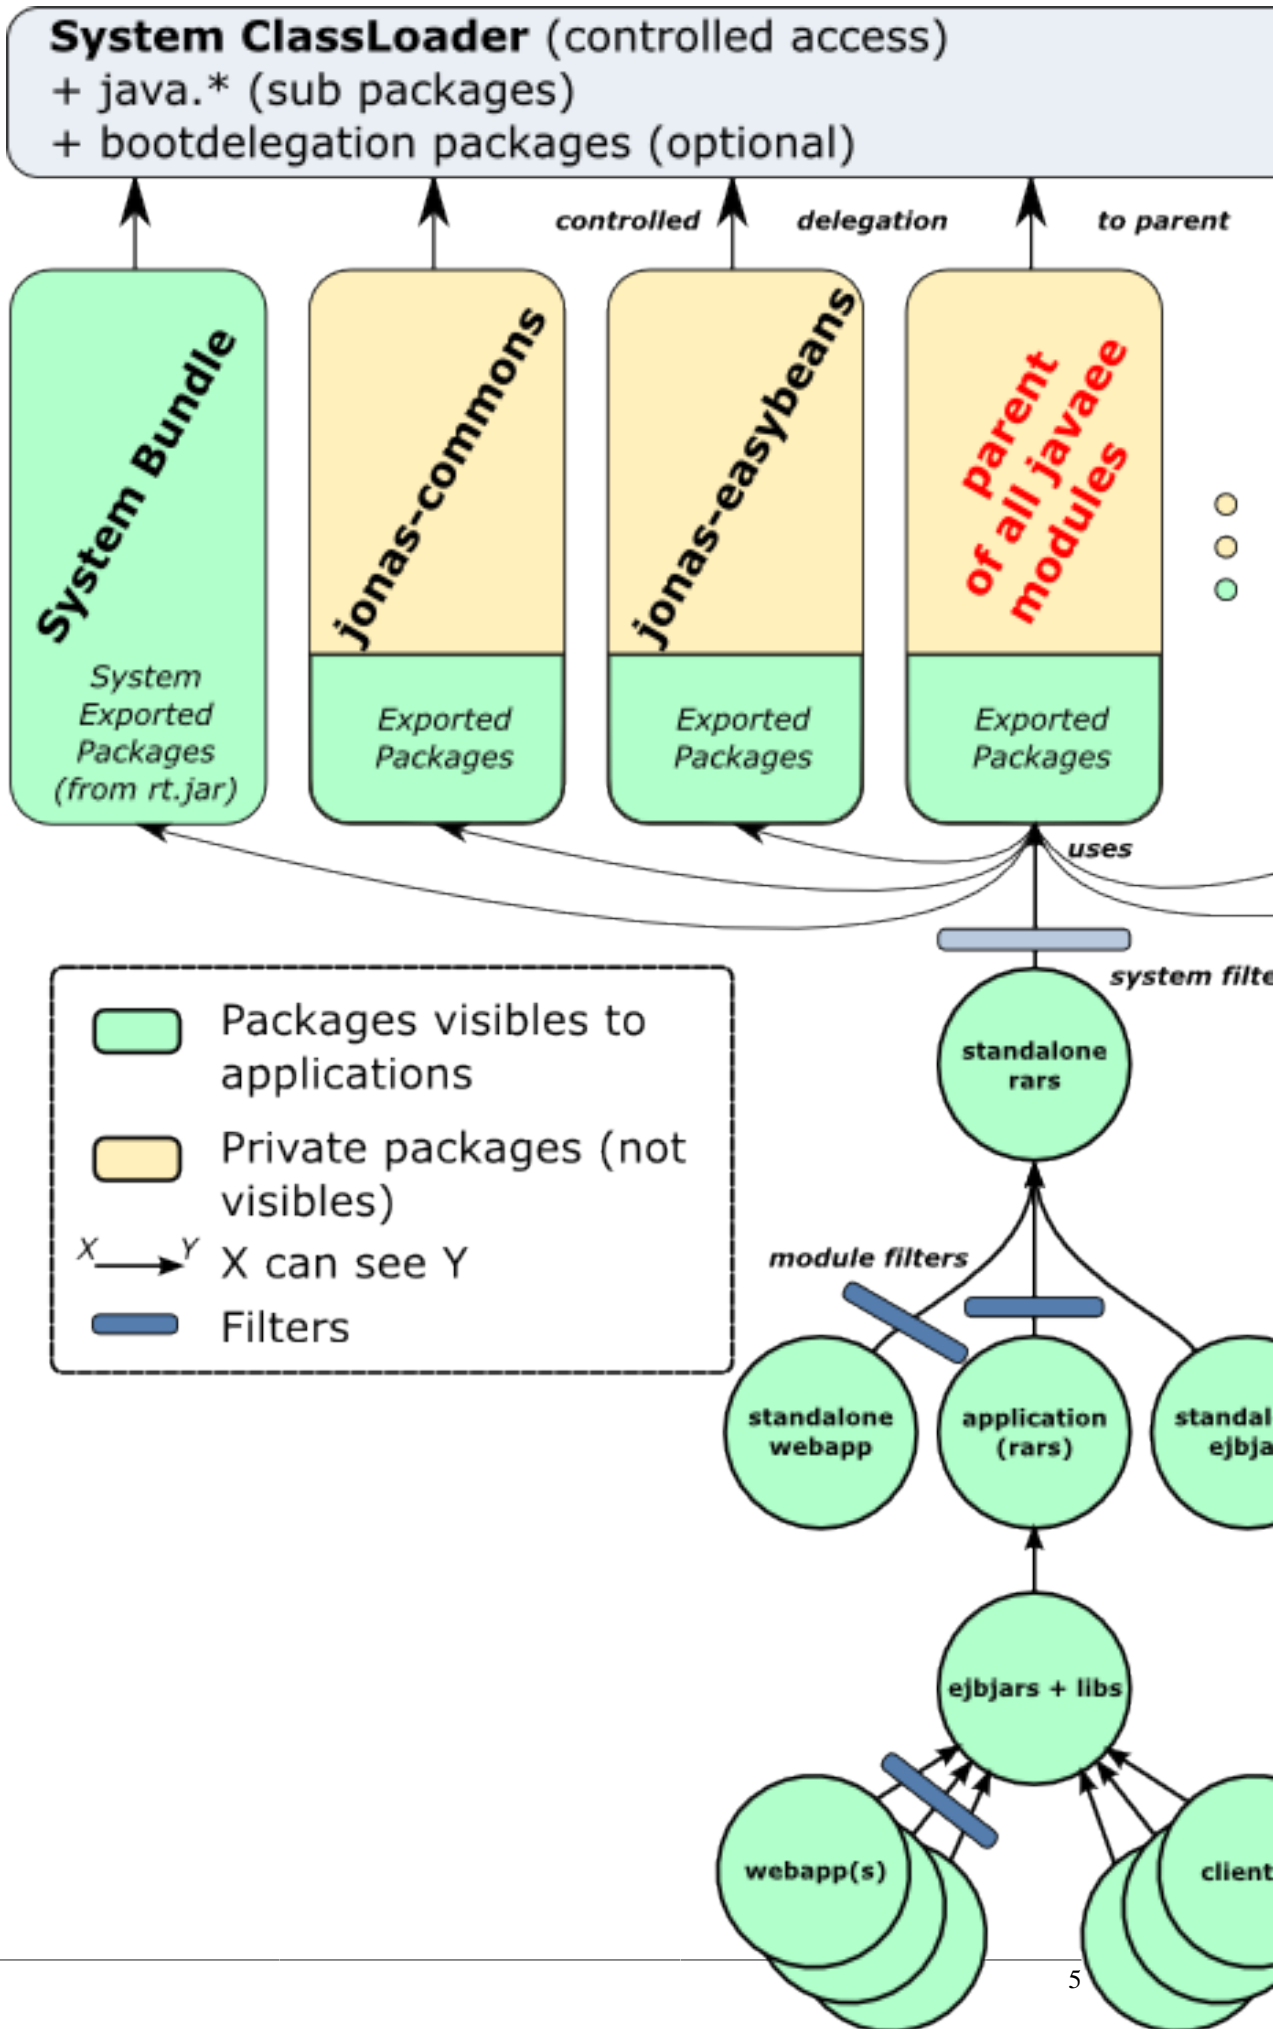 System ClassLoader (controlled access)
+ java.* (sub packages)
+ bootdelegation packages (optional)
controlled delegation to parent
System Bundle
System
Exported
Packages
(from rt.jar)
jonas-commons
Exported
Packages
jonas-easybeans
Exported
Packages
parent
of all javaee
modules
Exported
Packages
uses
system filte
standalone
rars
Packages visibles to
applications
Private packages (not
visibles)
X Y X can see Y
Filters
module filters
standalone
webapp
application
(rars)
standal
ejbja
ejbjars + libs
webapp(s)
client
5